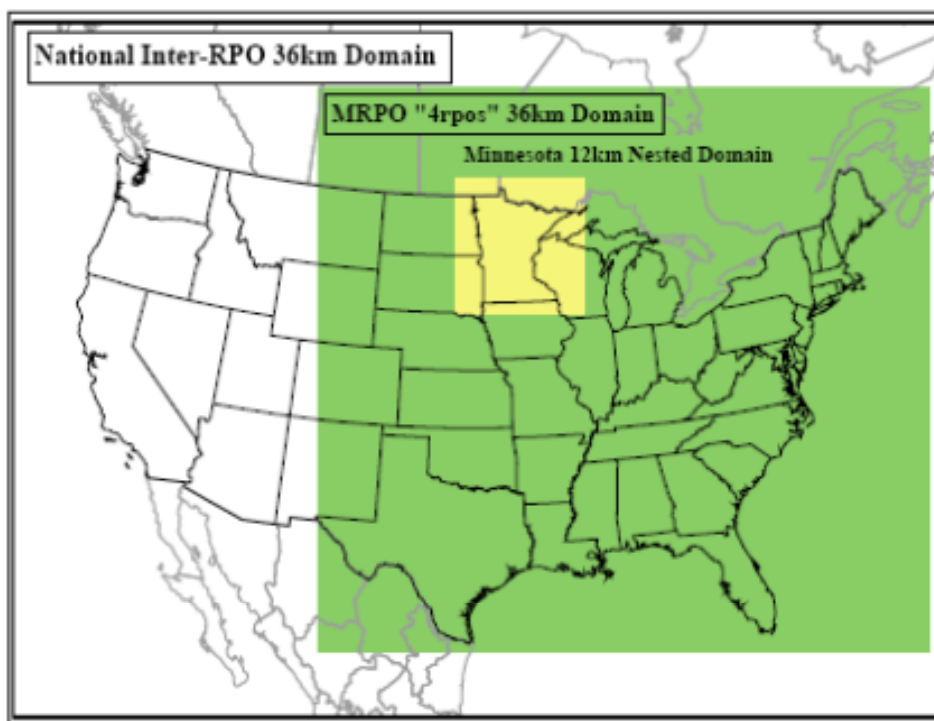 National Inter-RPO 36km Domain
MRPO "4rpos" 36km Domain
Minnesota 12km Nested Domain